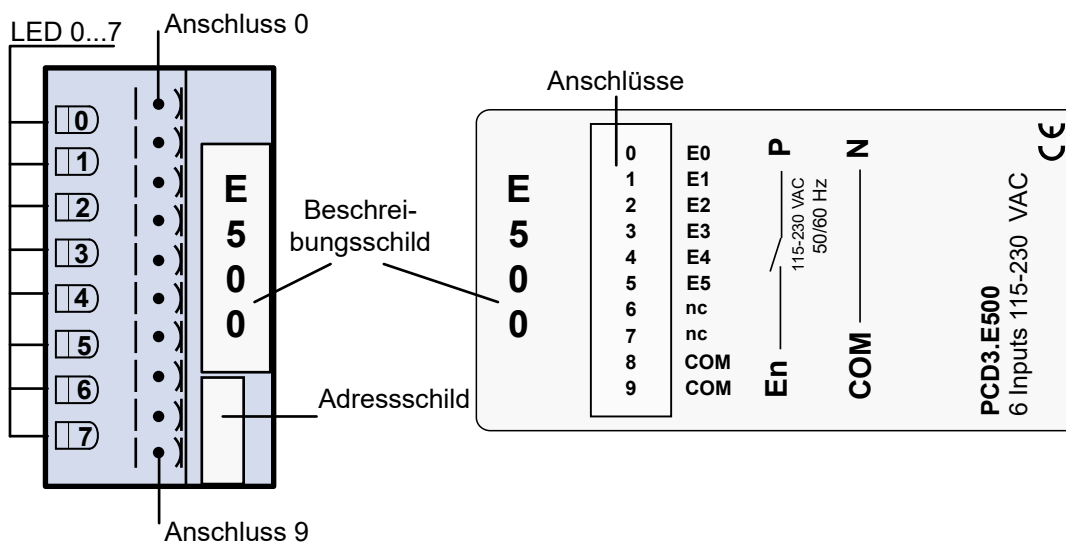 LED 0...7
Anschluss 0
0
1
2
3
4
5
6
7
E
5
0
0
Beschrei-
bungsschild
Adressschild
Anschluss 9
Anschlüsse
E
5
0
0
0 E0
1 E1
2 E2
3 E3
4 E4
5 E5
6 nc
7 nc
8 COM
9 COM
P
En
115-230 VAC
50/60 Hz
N
COM
CE
PCD3.E500
6 Inputs 115-230 VAC